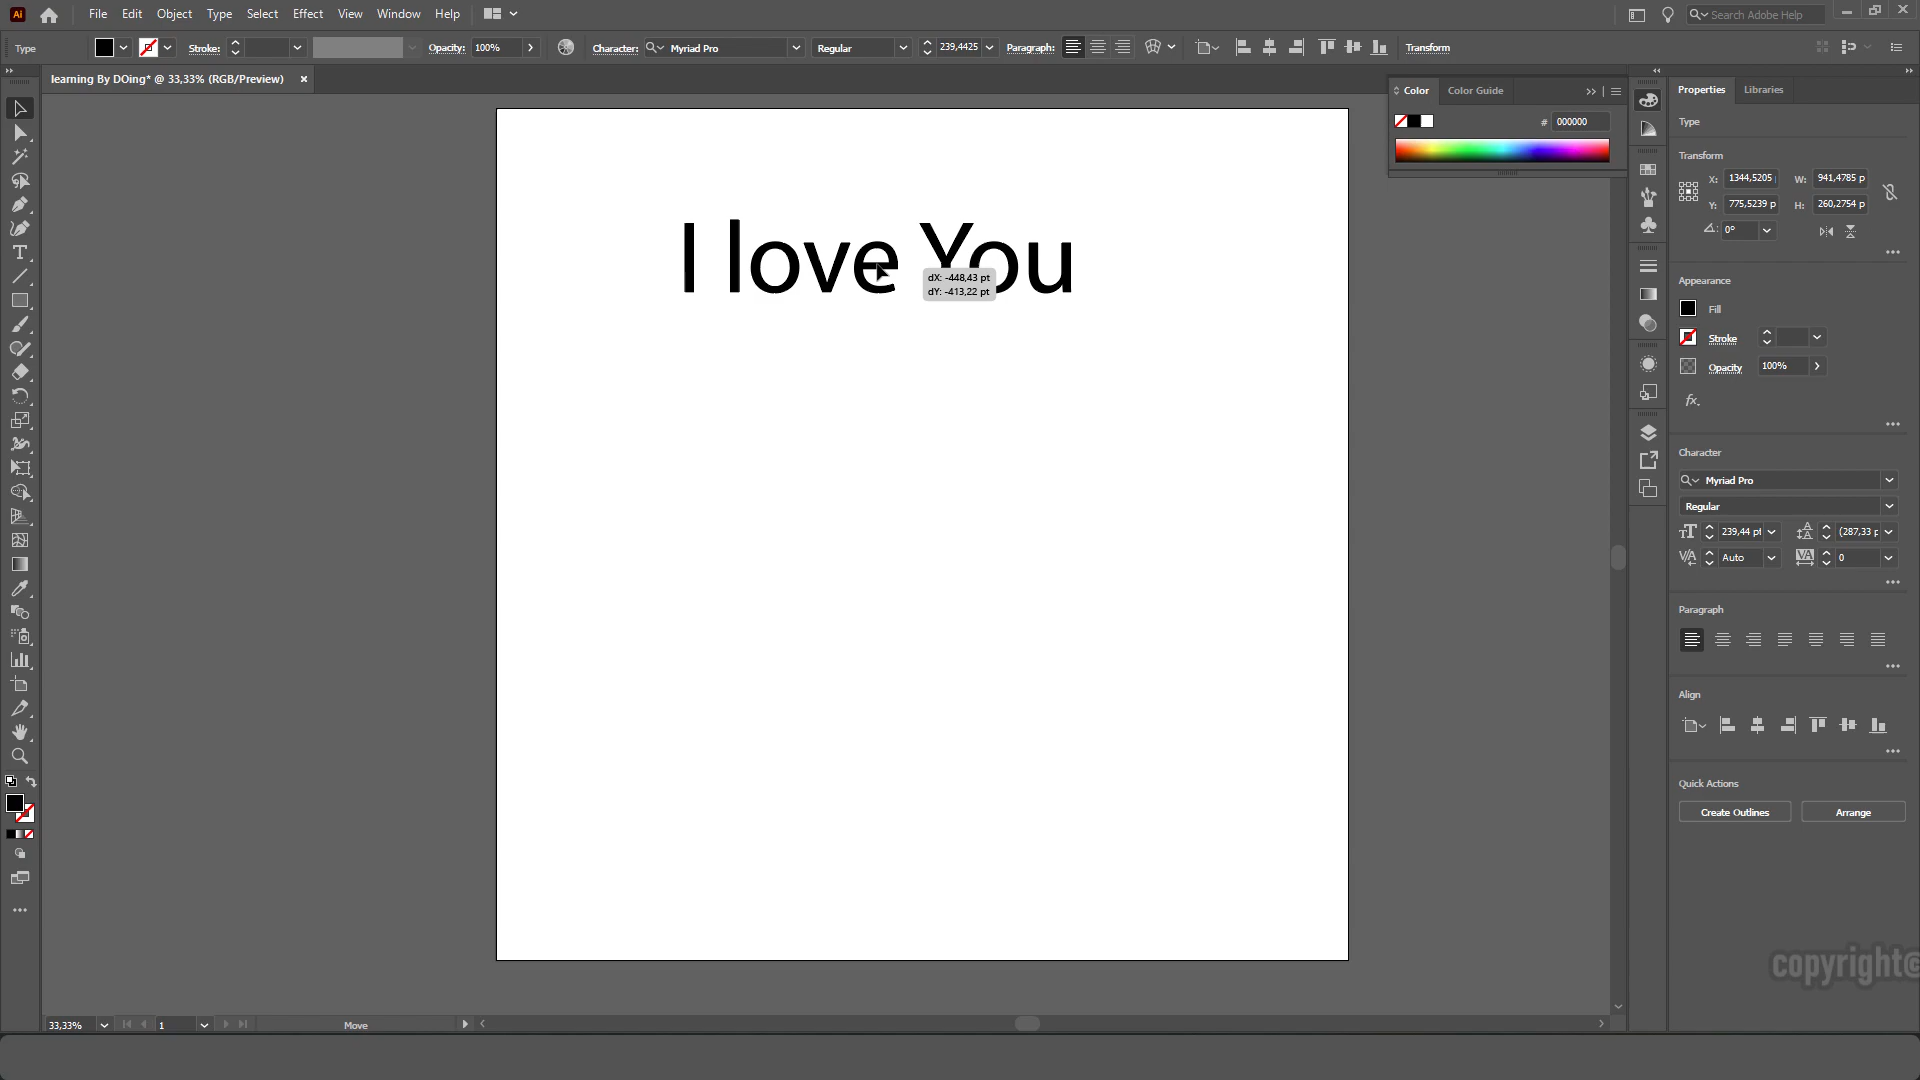 Ai File Edit Object Type Select Effect View Window Help Search Adobe Help
Type Stroke: Opacity: 100% Character: Myriad Pro Regular 239,4425 Paragraph: Transform
learning By DOing* @ 33,33% (RGB/Preview)
Color Color Guide
# 000000
Properties Libraries
Type
Transform
X: 1344,5205 W: 941,4785 p
Y: 775,5239 p H: 260,2754 p
0°
I love You
dX: -448,43 pt
dY: -413,22 pt
Appearance
Fill
Stroke
Opacity 100%
fx.
Character
Myriad Pro
Regular
239,44 pt (287,33 p
Auto 0
Paragraph
Align
Quick Actions
Create Outlines Arrange
copyright©
33,33% 1 Move